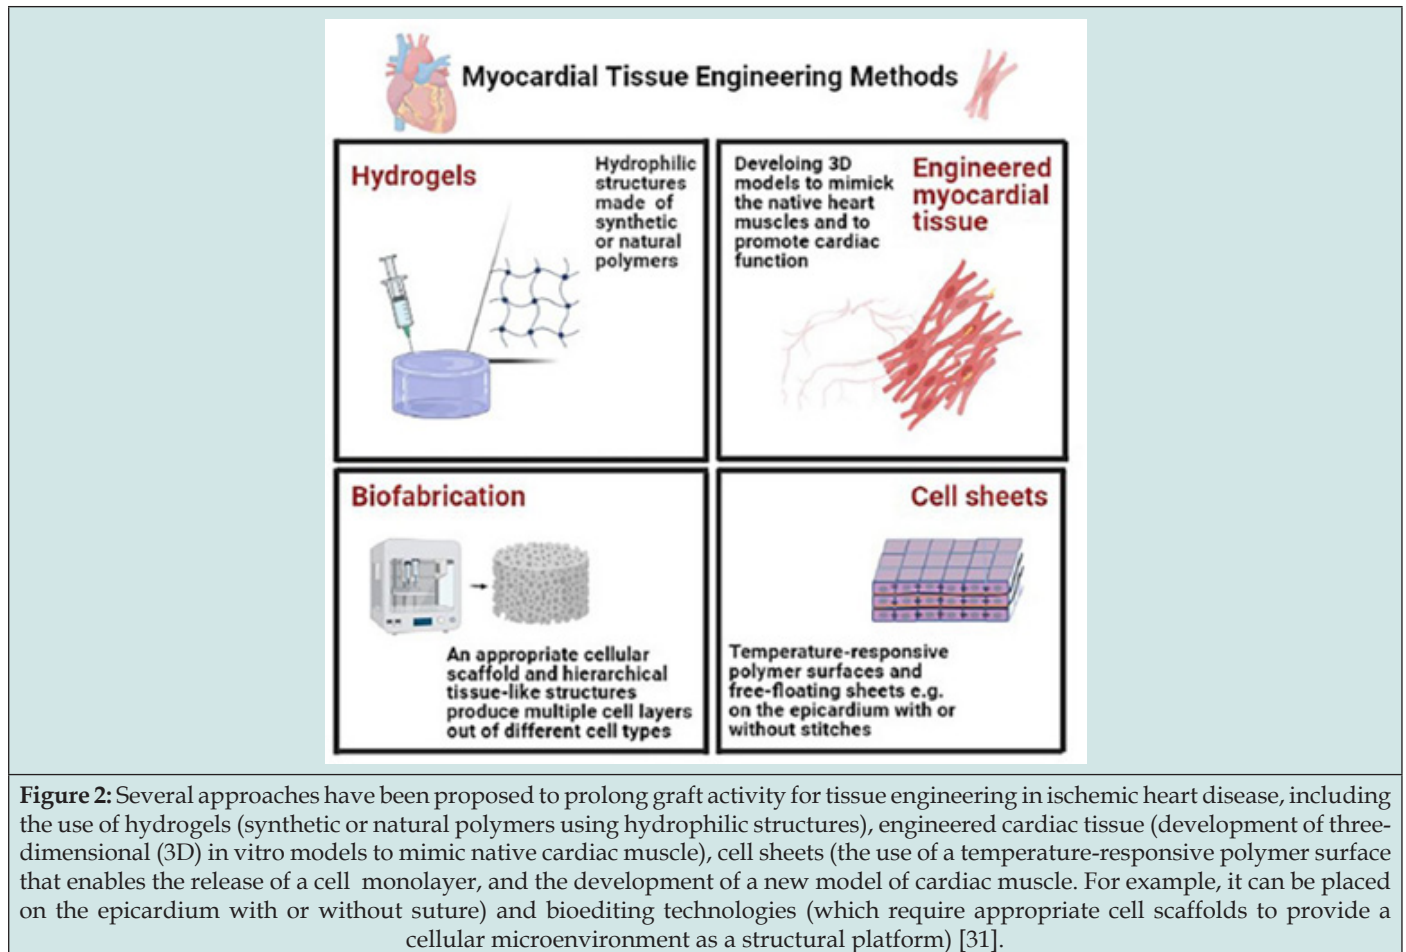 Myocardial Tissue Engineering Methods
Hydrogels
Hydrophilic
structures
made of
synthetic
or natural
polymers
Develoing 3D
models to mimick
the native heart
muscles and to
promote cardiac
function
Engineered
myocardial
tissue
Biofabrication
An appropriate cellular
scaffold and hierarchical
tissue-like structures
produce multiple cell layers
out of different cell types
Cell sheets
Temperature-responsive
polymer surfaces and
free-floating sheets e.g.
on the epicardium with or
without stitches
Figure 2: Several approaches have been proposed to prolong graft activity for tissue engineering in ischemic heart disease, including
the use of hydrogels (synthetic or natural polymers using hydrophilic structures), engineered cardiac tissue (development of three-
dimensional (3D) in vitro models to mimic native cardiac muscle), cell sheets (the use of a temperature-responsive polymer surface
that enables the release of a cell monolayer, and the development of a new model of cardiac muscle. For example, it can be placed
on the epicardium with or without suture) and bioediting technologies (which require appropriate cell scaffolds to provide a
cellular microenvironment as a structural platform) [31].